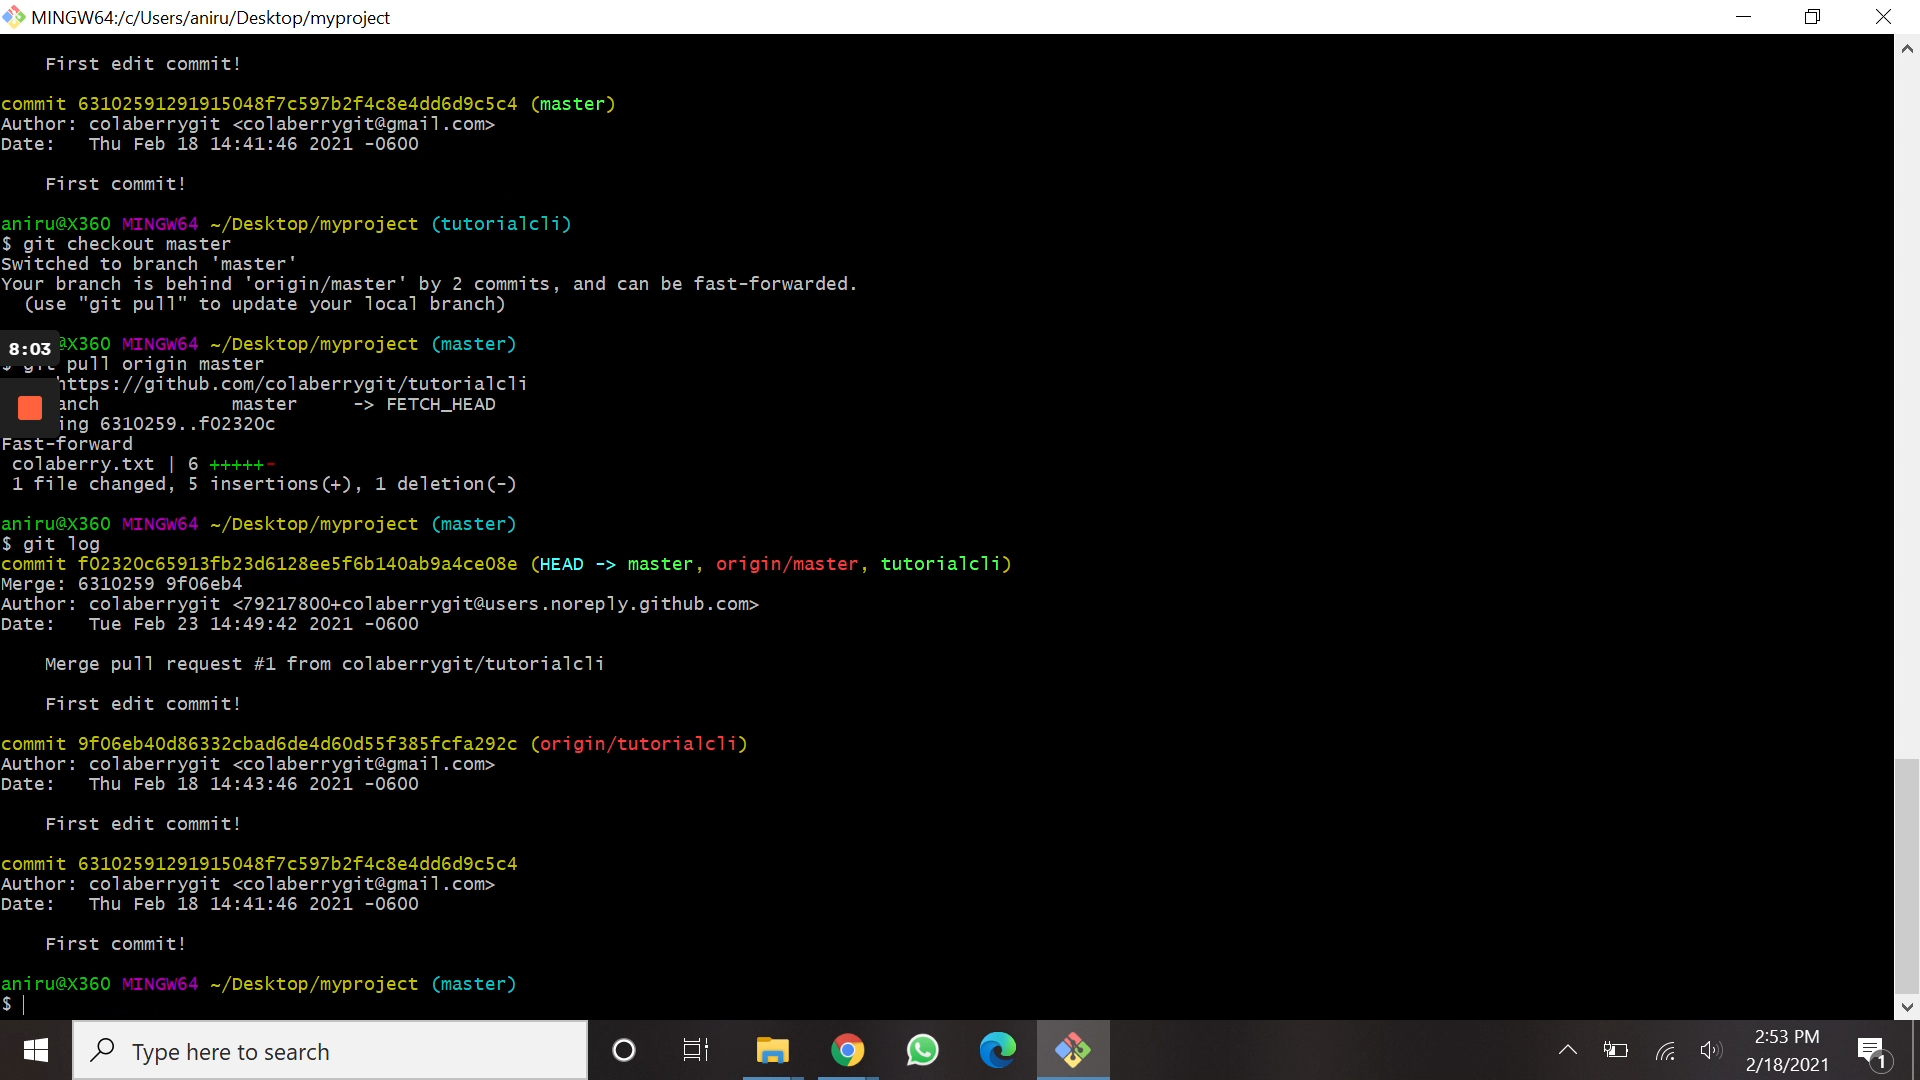 MINGW64:/c/Users/aniru/Desktop/myproject
First edit commit!
commit 63102591291915048f7c597b2f4c8e4dd6d9c5c4 (master)
Author: colaberrygit <colaberrygit@gmail.com>
Date:   Thu Feb 18 14:41:46 2021 -0600
First commit!
aniru@X360 MINGW64 ~/Desktop/myproject (tutorialcli)
$ git checkout master
Switched to branch 'master'
Your branch is behind 'origin/master' by 2 commits, and can be fast-forwarded.
(use "git pull" to update your local branch)
@X360 MINGW64 ~/Desktop/myproject (master)
8:03
$ git pull origin master
https://github.com/colaberrygit/tutorialcli
anch            master     -> FETCH_HEAD
ing 6310259..f02320c
Fast-forward
colaberry.txt | 6 +++++-
1 file changed, 5 insertions(+), 1 deletion(-)
aniru@X360 MINGW64 ~/Desktop/myproject (master)
$ git log
commit f02320c65913fb23d6128ee5f6b140ab9a4ce08e (HEAD -> master, origin/master, tutorialcli)
Merge: 6310259 9f06eb4
Author: colaberrygit <79217800+colaberrygit@users.noreply.github.com>
Date:   Tue Feb 23 14:49:42 2021 -0600
Merge pull request #1 from colaberrygit/tutorialcli
First edit commit!
commit 9f06eb40d86332cbad6de4d60d55f385fcfa292c (origin/tutorialcli)
Author: colaberrygit <colaberrygit@gmail.com>
Date:   Thu Feb 18 14:43:46 2021 -0600
First edit commit!
commit 63102591291915048f7c597b2f4c8e4dd6d9c5c4
Author: colaberrygit <colaberrygit@gmail.com>
Date:   Thu Feb 18 14:41:46 2021 -0600
First commit!
aniru@X360 MINGW64 ~/Desktop/myproject (master)
$
Type here to search
2:53 PM
2/18/2021
1